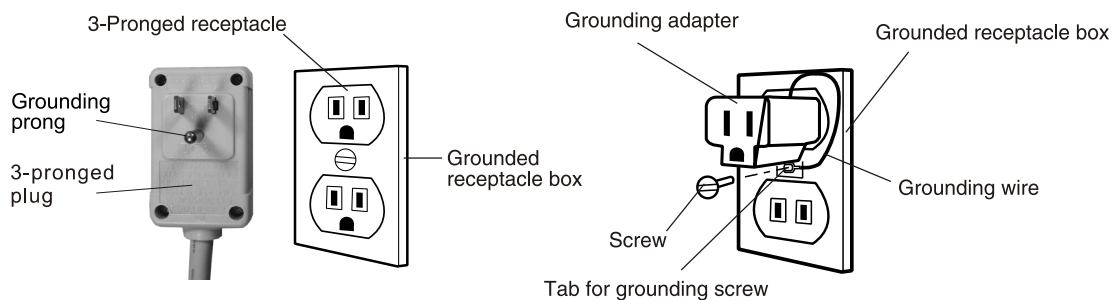 3-Pronged receptacle
Grounding
prong
3-pronged
plug
Grounded
receptacle box
Grounding adapter
Grounded receptacle box
Grounding wire
Screw
Tab for grounding screw